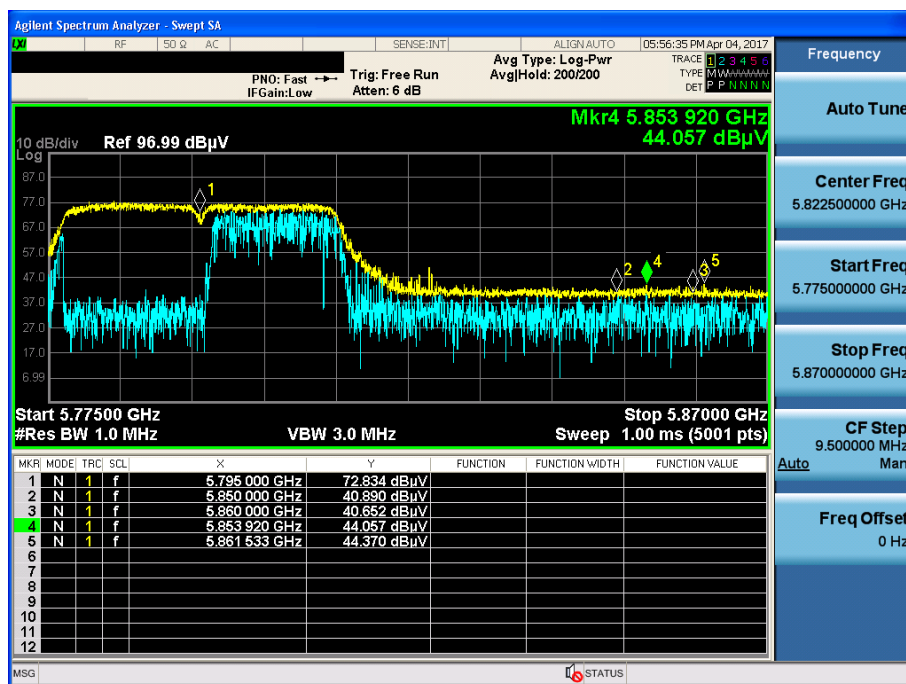 Agilent Spectrum Analyzer - Swept SA
LXI RF 50 Ω AC SENSE:INT ALIGN AUTO 05:56:35 PM Apr 04, 2017
Frequency
PNO: Fast
IFGain:Low
Trig: Free Run
Atten: 6 dB
Avg Type: Log-Pwr
Avg|Hold: 200/200
TRACE 1 2 3 4 5 6
TYPE MWWWWW
DET P P N N N N
Auto Tune
Mkr4 5.853 920 GHz
44.057 dBµV
10 dB/div Ref 96.99 dBµV
Log
87.0
77.0
67.0
57.0
47.0
37.0
27.0
17.0
6.99
1
2
4
3
5
Start 5.77500 GHz Stop 5.87000 GHz
#Res BW 1.0 MHz VBW 3.0 MHz Sweep 1.00 ms (5001 pts)
Center Freq
5.822500000 GHz
Start Freq
5.775000000 GHz
Stop Freq
5.870000000 GHz
CF Step
9.500000 MHz
Auto Man
Freq Offset
0 Hz
MKR MODE TRC SCL X Y FUNCTION FUNCTION WIDTH FUNCTION VALUE
1 N 1 f 5.795 000 GHz 72.834 dBµV
2 N 1 f 5.850 000 GHz 40.890 dBµV
3 N 1 f 5.860 000 GHz 40.652 dBµV
4 N 1 f 5.853 920 GHz 44.057 dBµV
5 N 1 f 5.861 533 GHz 44.370 dBµV
6
7
8
9
10
11
12
MSG STATUS